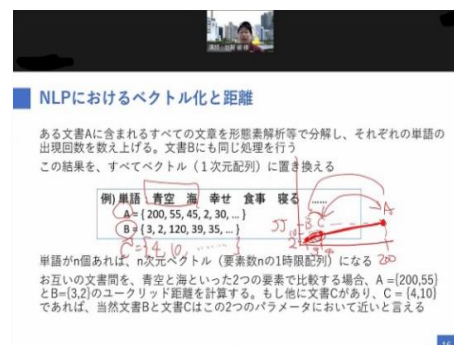 NLPにおけるベクトル化と距離
ある文書Aに含まれるすべての文章を形態素解析等で分解し、それぞれの単語の
出現回数を数え上げる。文書Bにも同じ処理を行う
この結果を、すべてベクトル（１次元配列）に置き換える
例) 単語 青空 海 幸せ 食事 寝る ……
A = { 200, 55, 45, 2, 30, ... }
B = { 3, 2, 120, 39, 35, ... }
C = { 4, 10, ......
55
B C
A
200
単語がn個あれば、n次元ベクトル（要素数nの1時限配列）になる
お互いの文書間を、青空と海といった2つの要素で比較する場合、A ={200,55}
とB={3,2}のユークリッド距離を計算する。もし他に文書Cがあり、C = {4,10}
であれば、当然文書Bと文書Cはこの2つのパラメータにおいて近いと言える